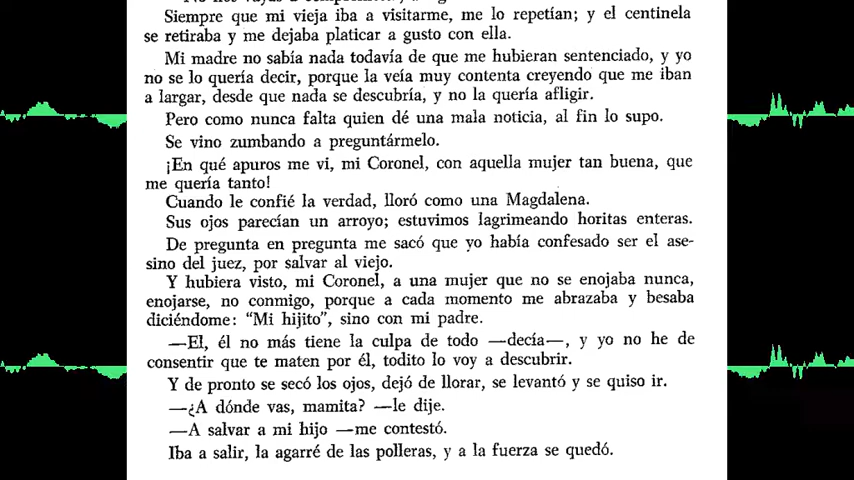 Siempre que mi vieja iba a visitarme, me lo repetían; y el centinela
se retiraba y me dejaba platicar a gusto con ella.
Mi madre no sabía nada todavía de que me hubieran sentenciado, y yo
no se lo quería decir, porque la veía muy contenta creyendo que me iban
a largar, desde que nada se descubría, y no la quería afligir.
Pero como nunca falta quien dé una mala noticia, al fin lo supo.
Se vino zumbando a preguntármelo.
¡En qué apuros me vi, mi Coronel, con aquella mujer tan buena, que
me quería tanto!
Cuando le confié la verdad, lloró como una Magdalena.
Sus ojos parecían un arroyo; estuvimos lagrimeando horitas enteras.
De pregunta en pregunta me sacó que yo había confesado ser el ase-
sino del juez, por salvar al viejo.
Y hubiera visto, mi Coronel, a una mujer que no se enojaba nunca,
enojarse, no conmigo, porque a cada momento me abrazaba y besaba
diciéndome: "Mi hijito", sino con mi padre.
—El, él no más tiene la culpa de todo —decía—, y yo no he de
consentir que te maten por él, todito lo voy a descubrir.
Y de pronto se secó los ojos, dejó de llorar, se levantó y se quiso ir.
—¿A dónde vas, mamita? —le dije.
—A salvar a mi hijo —me contestó.
Iba a salir, la agarré de las polleras, y a la fuerza se quedó.